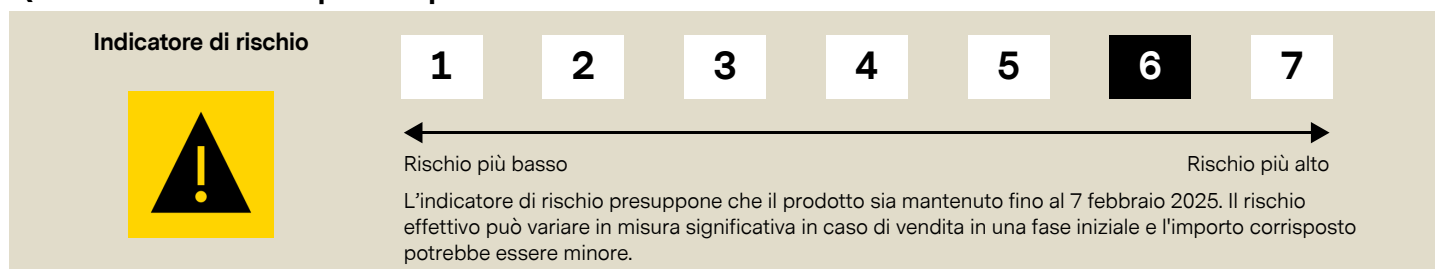 Indicatore di rischio
1 2 3 4 5 6 7
Rischio più basso Rischio più alto
L'indicatore di rischio presuppone che il prodotto sia mantenuto fino al 7 febbraio 2025. Il rischio
effettivo può variare in misura significativa in caso di vendita in una fase iniziale e l'importo corrisposto
potrebbe essere minore.